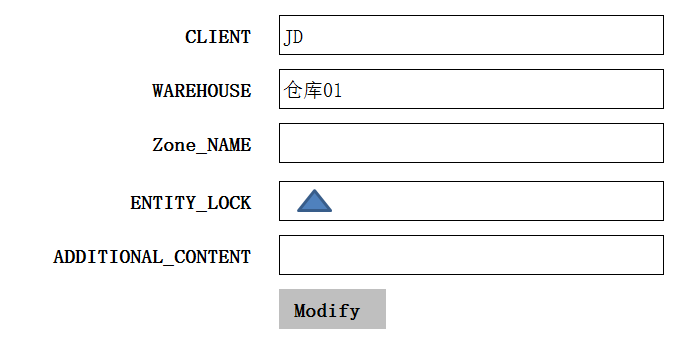 CLIENT JD
WAREHOUSE 仓库01
Zone_NAME
ENTITY_LOCK
ADDITIONAL_CONTENT
Modify